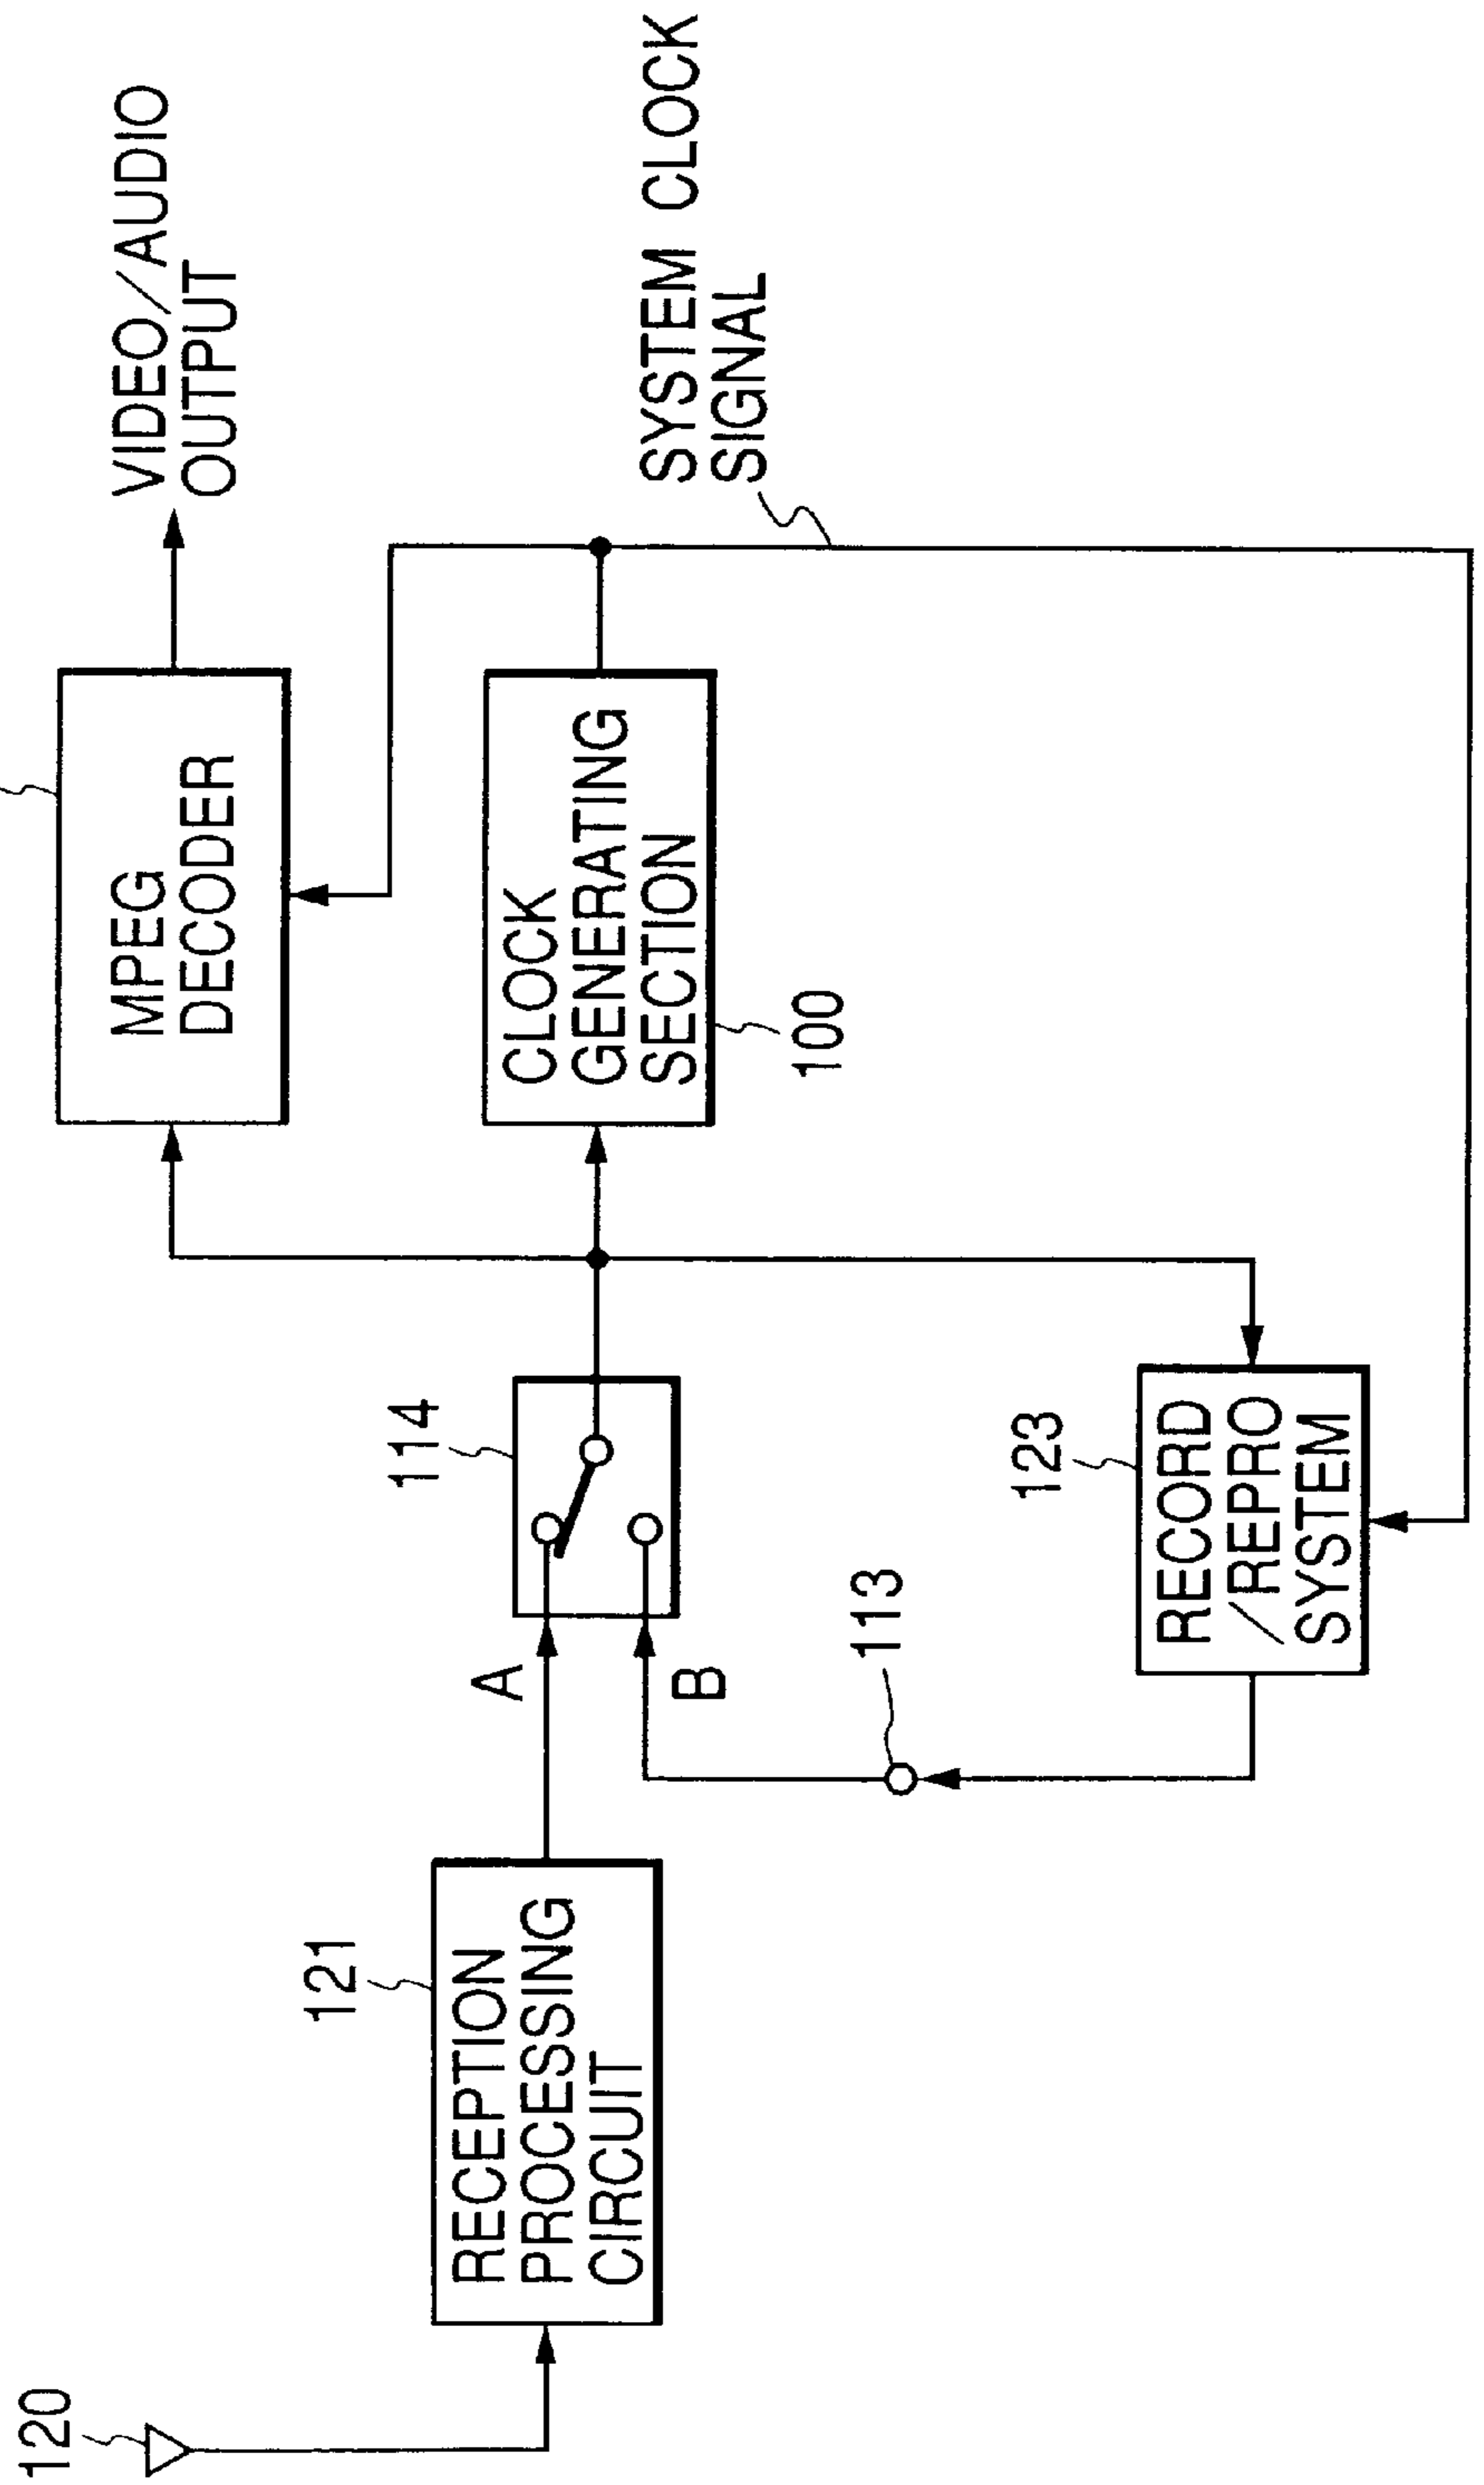 120
121
RECEPTION
PROCESSING
CIRCUIT
A
B
113
114
123
RECORD
/REPRO
SYSTEM
MPEG
DECODER
CLOCK
GENERATING
SECTION
100
VIDEO/AUDIO
OUTPUT
SYSTEM CLOCK
SIGNAL